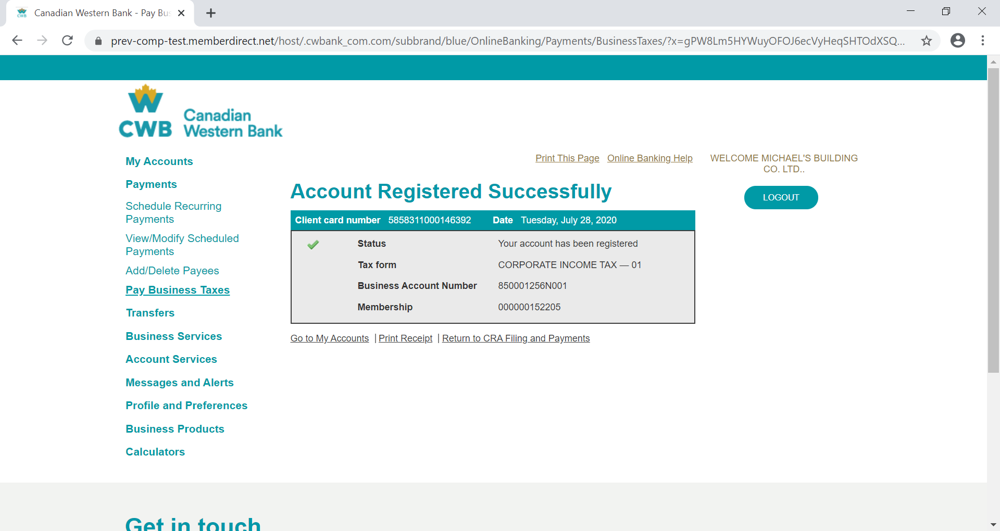 Canadian Western Bank - Pay Bu
prev-comp-test.memberdirect.net/host/.cwbank_com.com/subbrand/blue/OnlineBanking/Payments/BusinessTaxes/?x=gPW8Lm5HYWuyOFOJ6ecVyHeqSHTOdXSQ...
CWB
Canadian
Western Bank
My Accounts
Payments
Schedule Recurring
Payments
View/Modify Scheduled
Payments
Add/Delete Payees
Pay Business Taxes
Transfers
Business Services
Account Services
Messages and Alerts
Profile and Preferences
Business Products
Calculators
Print This Page Online Banking Help
WELCOME MICHAEL'S BUILDING
CO. LTD..
LOGOUT
Account Registered Successfully
Client card number 5858311000146392 Date Tuesday, July 28, 2020
Status Your account has been registered
Tax form CORPORATE INCOME TAX — 01
Business Account Number 850001256N001
Membership 000000152205
Go to My Accounts | Print Receipt | Return to CRA Filing and Payments
Get in touch